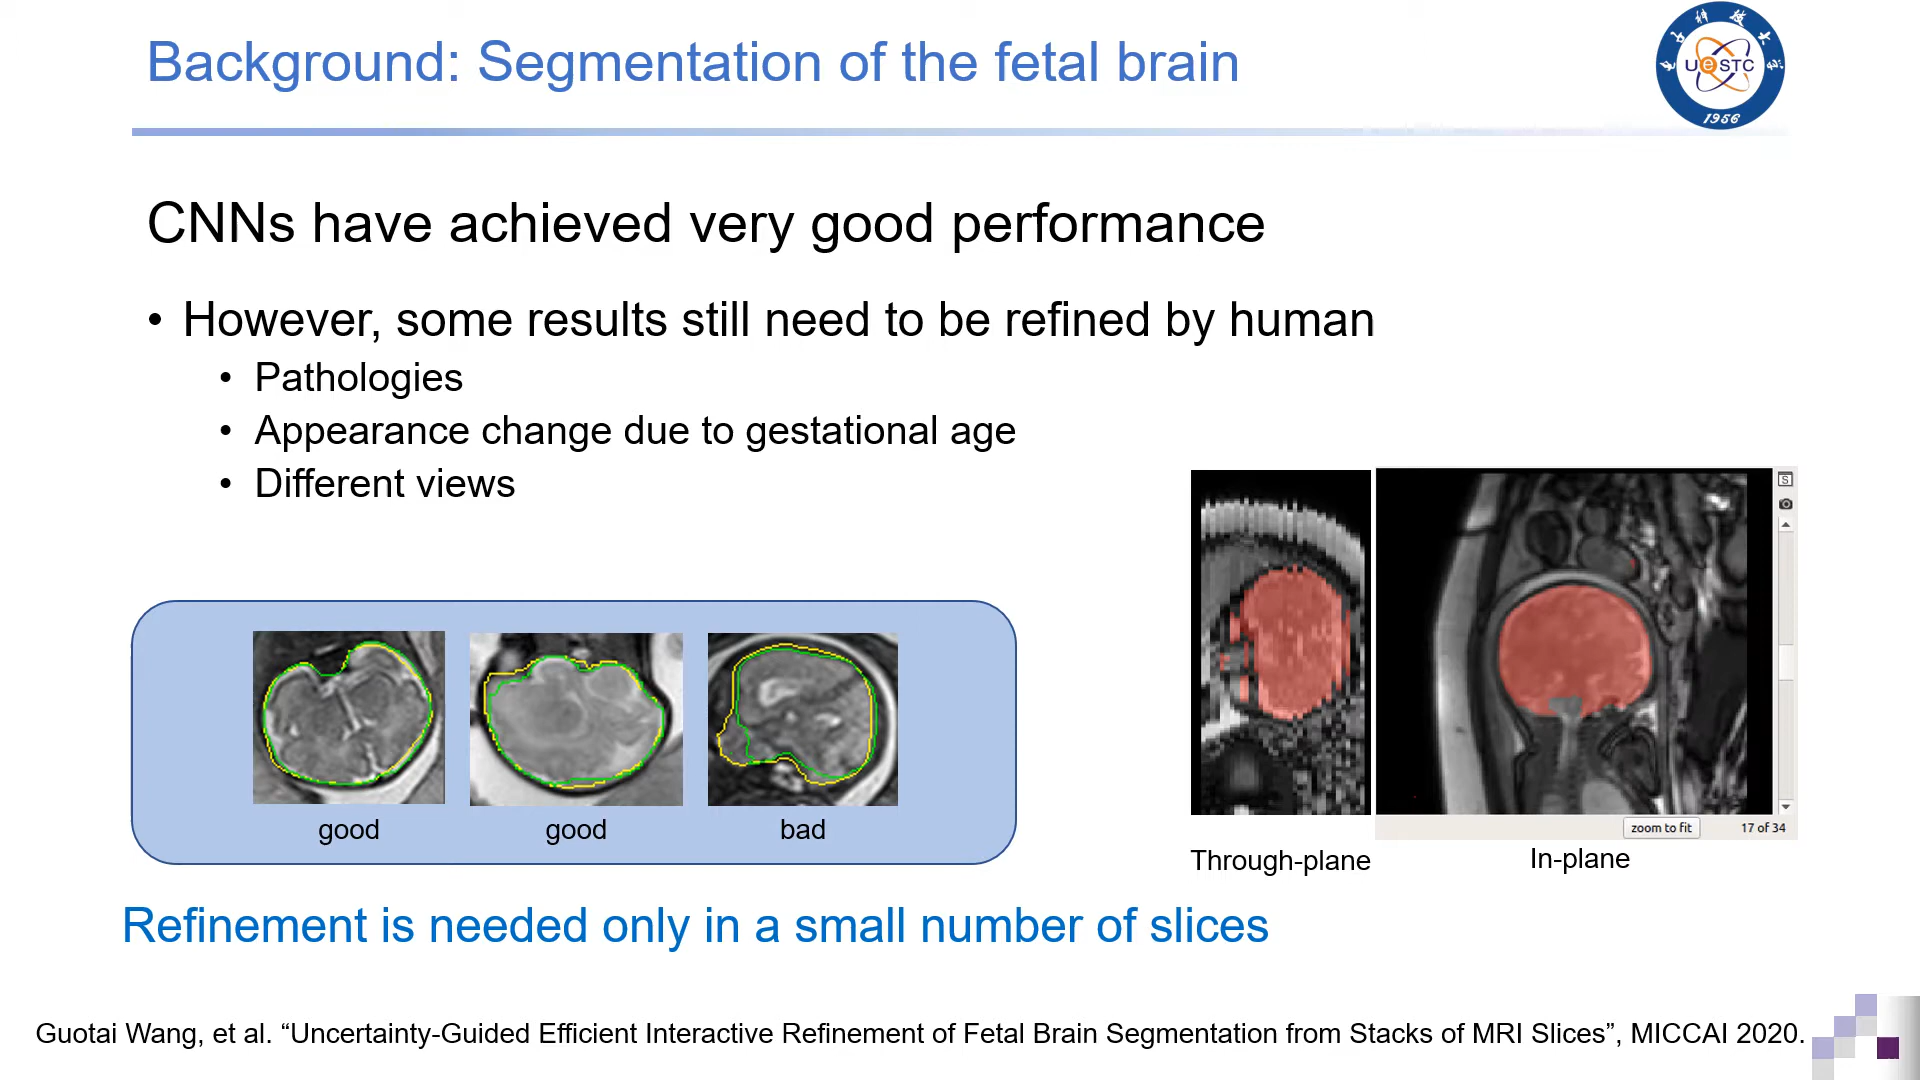 Background: Segmentation of the fetal brain
UeSTC
1956
CNNs have achieved very good performance
• However, some results still need to be refined by human
• Pathologies
• Appearance change due to gestational age
• Different views
S
good
good
bad
zoom to fit
17 of 34
Through-plane
In-plane
Refinement is needed only in a small number of slices
Guotai Wang, et al. “Uncertainty-Guided Efficient Interactive Refinement of Fetal Brain Segmentation from Stacks of MRI Slices”, MICCAI 2020.